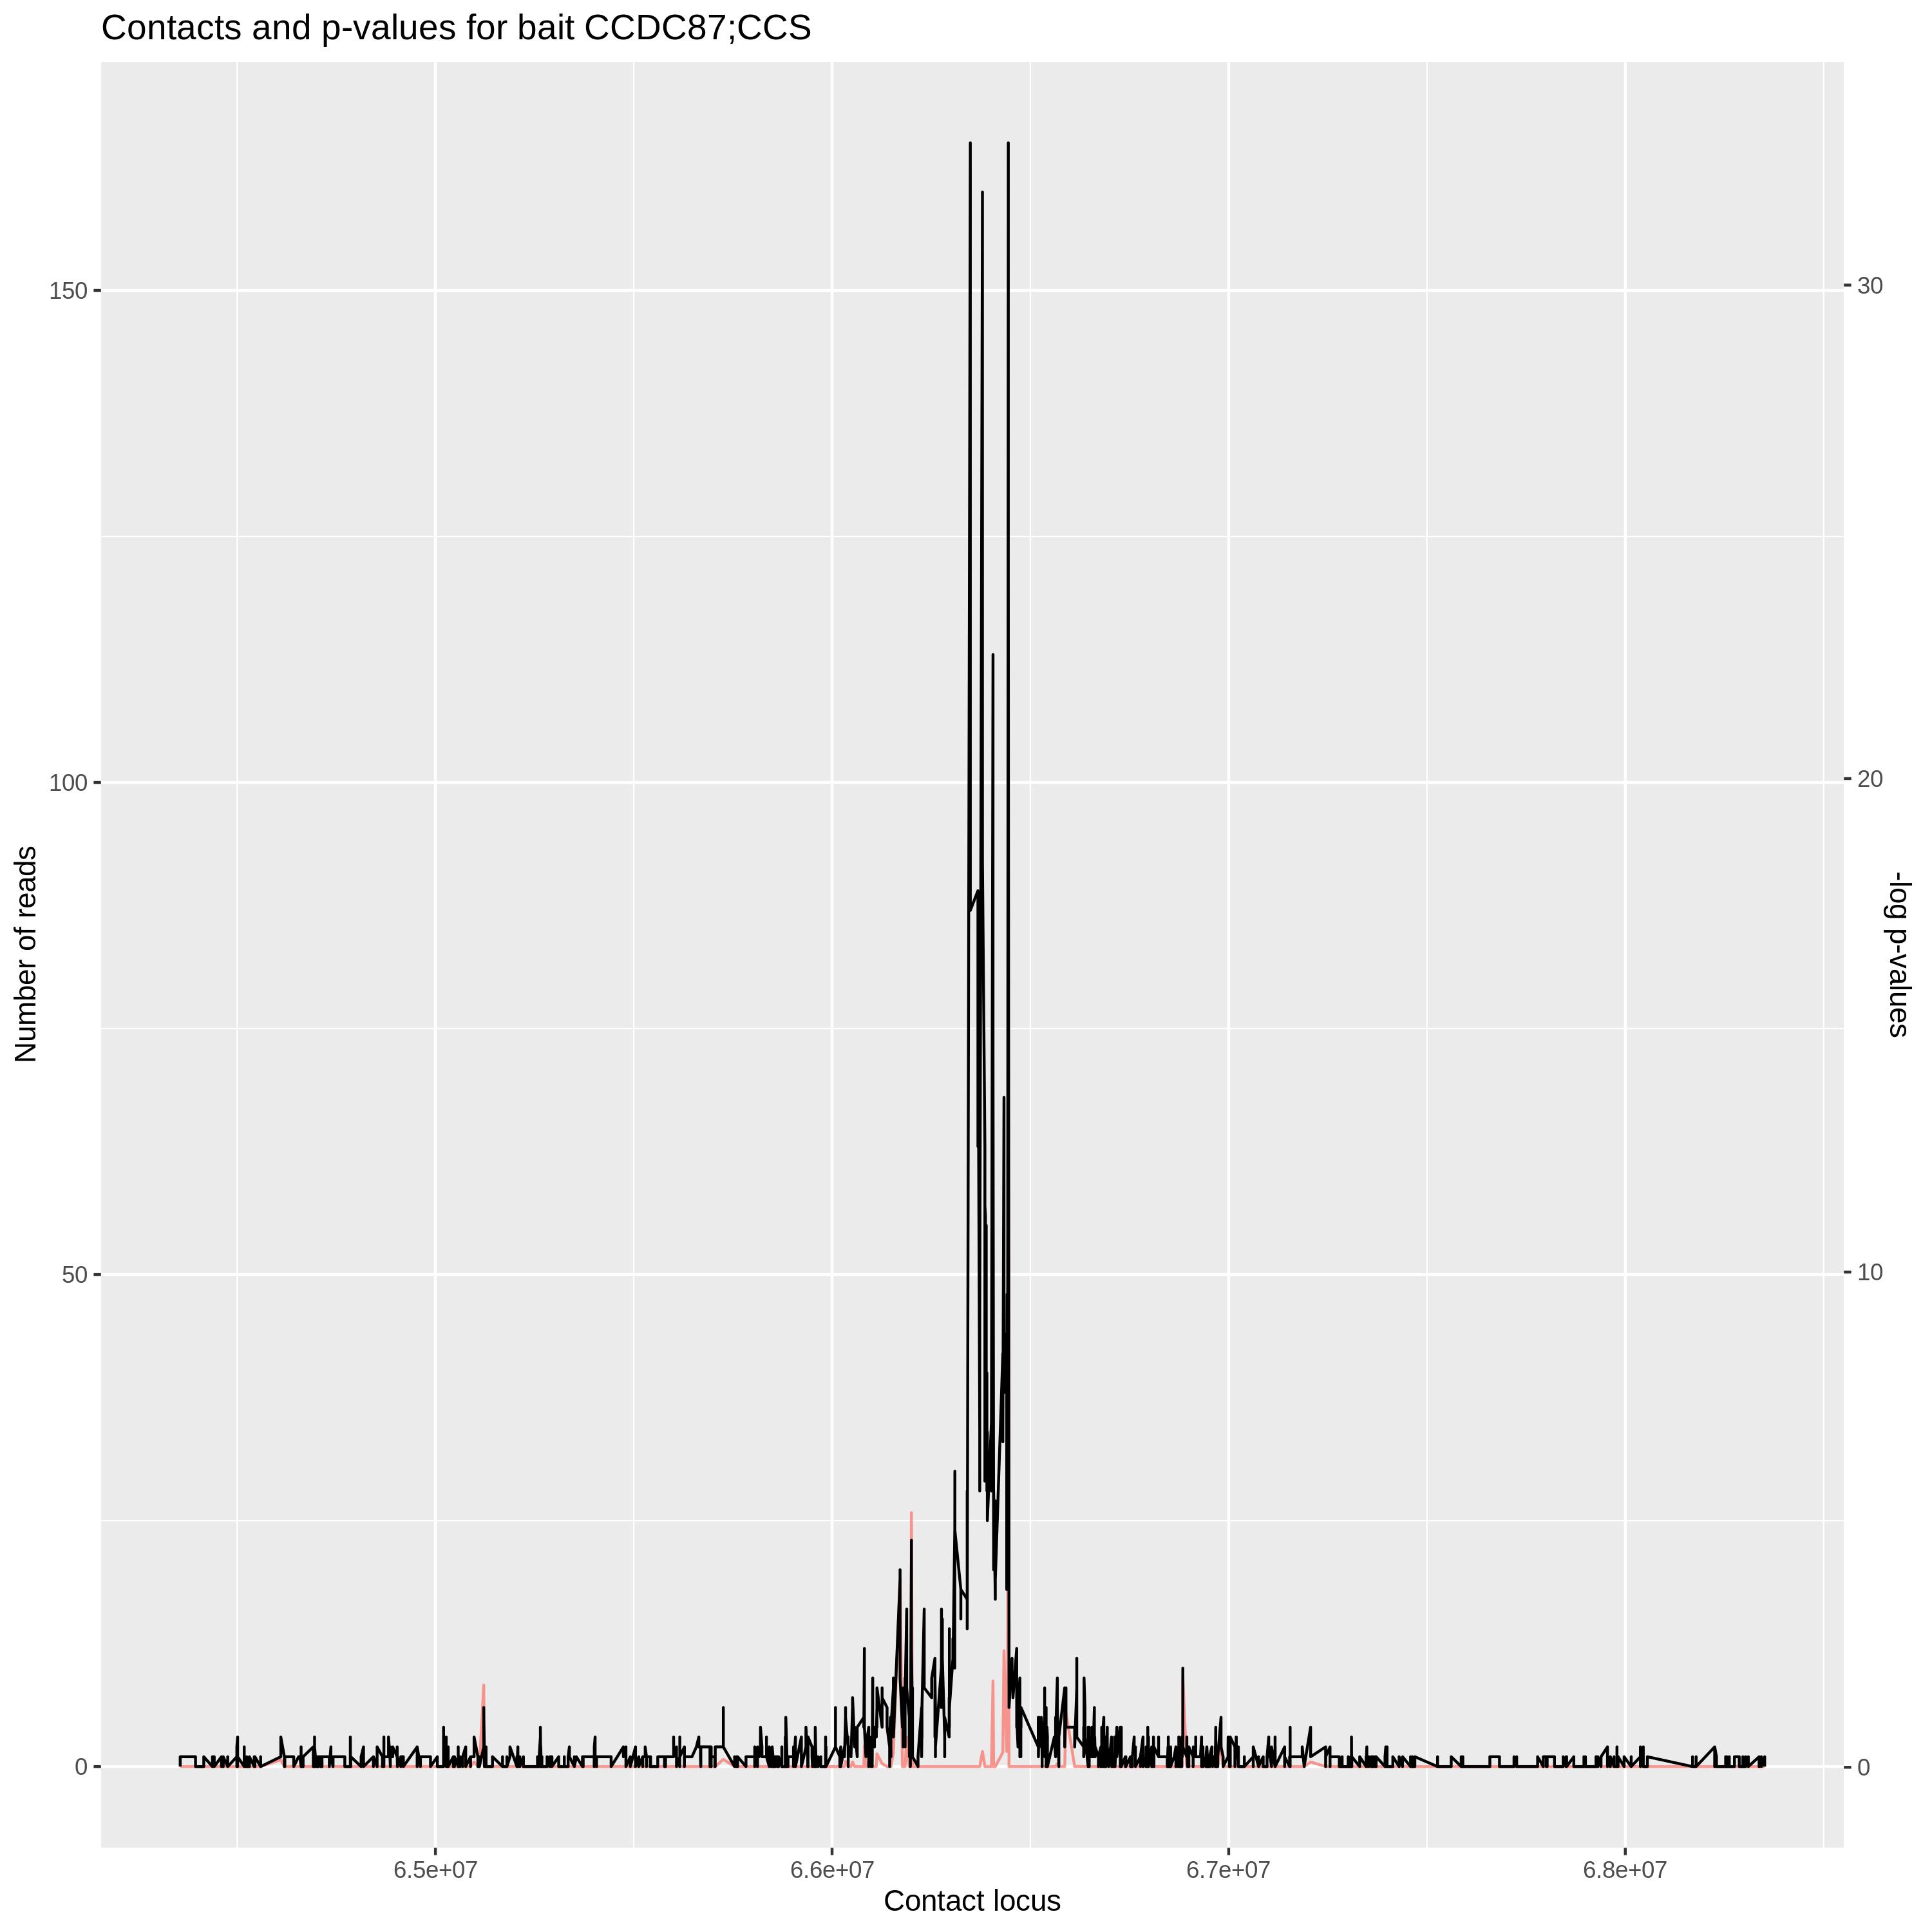 Contacts and p-values for bait CCDC87;CCS
150
100
50
0
Number of reads
30
20
10
0
-log p-values
6.5e+07
6.6e+07
6.7e+07
6.8e+07
Contact locus